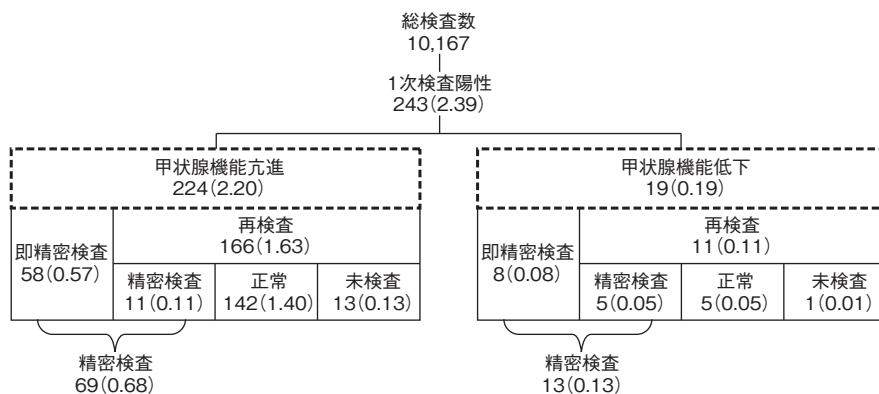 総検査数
10,167
1次検査陽性
243(2.39)
甲状腺機能亢進
224(2.20)
即精密検査
58(0.57)
再検査
166(1.63)
精密検査
11(0.11)
正常
142(1.40)
未検査
13(0.13)
精密検査
69(0.68)
甲状腺機能低下
19(0.19)
即精密検査
8(0.08)
再検査
11(0.11)
精密検査
5(0.05)
正常
5(0.05)
未検査
1(0.01)
精密検査
13(0.13)